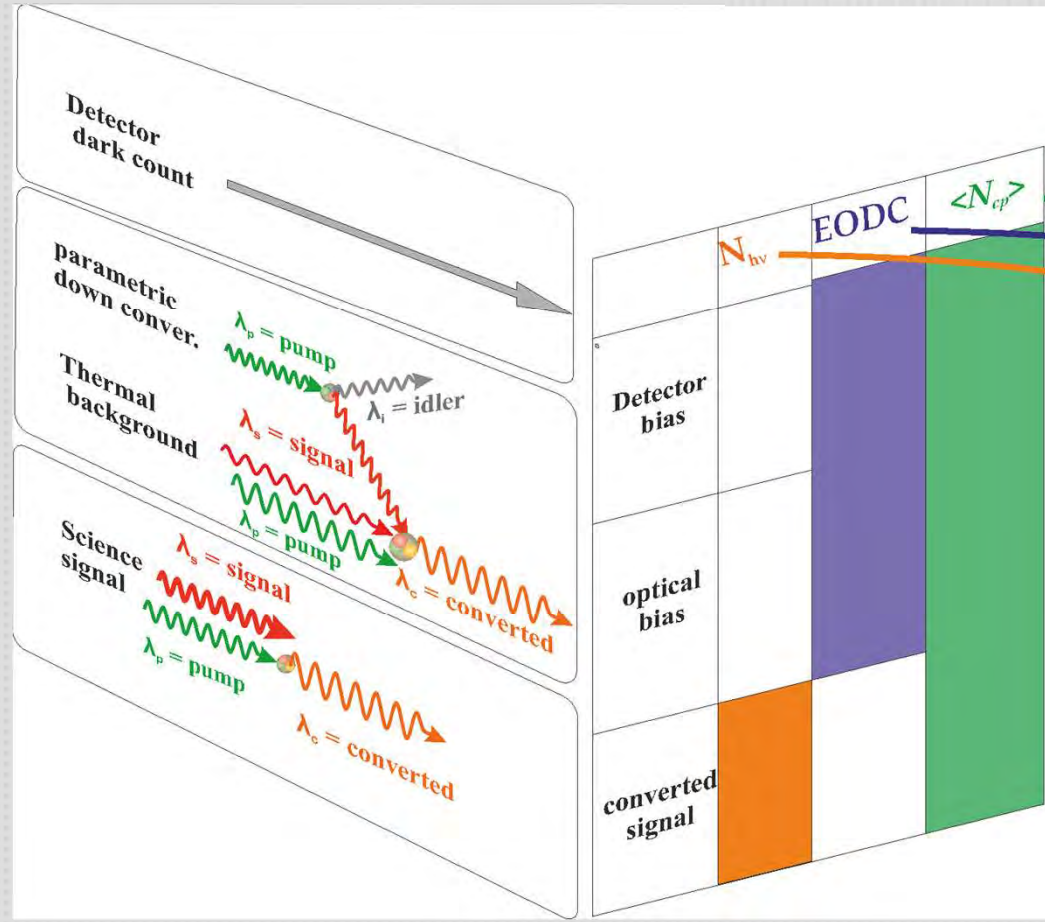 Detector
dark count
parametric
down conver.
λp = pump
λi = idler
Thermal
background
λs = signal
λp = pump
λc = converted
Science
signal
λs = signal
λp = pump
λc = converted
Nhν
EODC
<Ncp>
Detector
bias
optical
bias
converted
signal